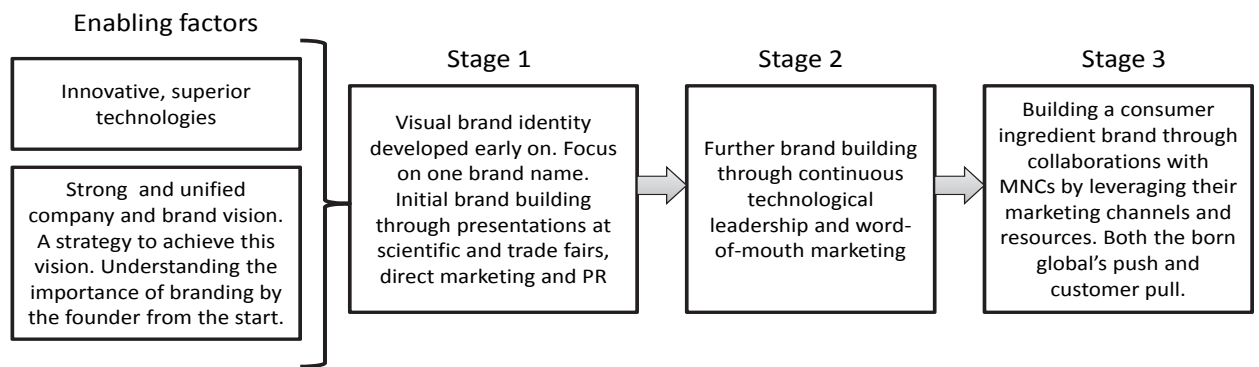 Enabling factors
Innovative, superior
technologies
Strong and unified
company and brand vision.
A strategy to achieve this
vision. Understanding the
importance of branding by
the founder from the start.
Stage 1
Visual brand identity
developed early on. Focus
on one brand name.
Initial brand building
through presentations at
scientific and trade fairs,
direct marketing and PR
Stage 2
Further brand building
through continuous
technological
leadership and word-
of-mouth marketing
Stage 3
Building a consumer
ingredient brand through
collaborations with
MNCs by leveraging their
marketing channels and
resources. Both the born
global’s push and
customer pull.